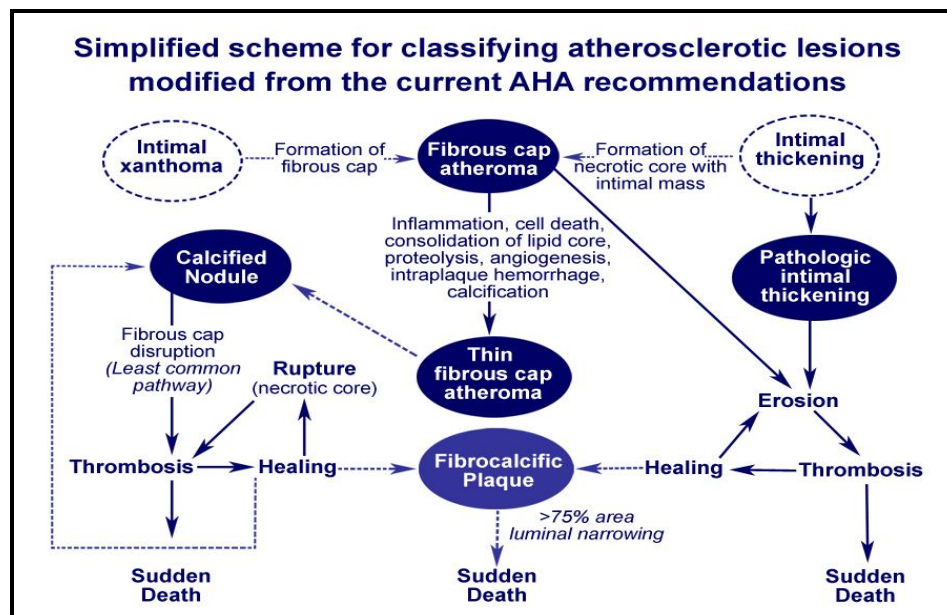 Simplified scheme for classifying atherosclerotic lesions
modified from the current AHA recommendations
Intimal
xanthoma
Formation of
fibrous cap
Fibrous cap
atheroma
Formation of
necrotic core with
intimal mass
Intimal
thickening
Inflammation, cell death,
consolidation of lipid core,
proteolysis, angiogenesis,
intraplaque hemorrhage,
calcification
Calcified
Nodule
Pathologic
intimal
thickening
Fibrous cap
disruption
(Least common
pathway)
Rupture
(necrotic core)
Thin
fibrous cap
atheroma
Erosion
Thrombosis
Healing
Fibrocalcific
Plaque
Healing
Thrombosis
>75% area
luminal narrowing
Sudden
Death
Sudden
Death
Sudden
Death